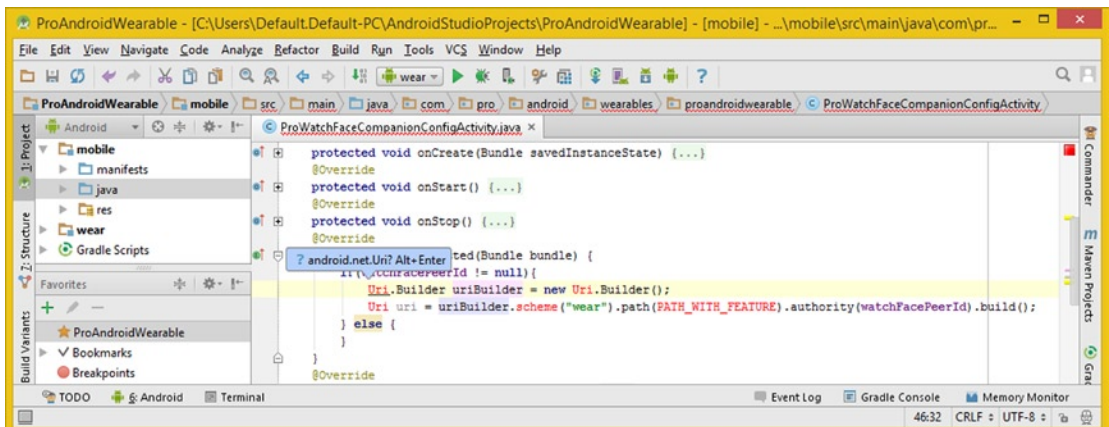 ProAndroidWearable - [C:\Users\Default.Default-PC\AndroidStudioProjects\ProAndroidWearable] - [mobile] - ...\mobile\src\main\java\com\pr...
File Edit View Navigate Code Analyze Refactor Build Run Tools VCS Window Help
wear
ProAndroidWearable mobile src main java com pro android wearables proandroidwearable ProWatchFaceCompanionConfigActivity
1: Project
Android
ProWatchFaceCompanionConfigActivity.java
mobile
manifests
java
res
wear
Gradle Scripts
7: Structure
Favorites
ProAndroidWearable
Bookmarks
Breakpoints
Build Variants
protected void onCreate(Bundle savedInstanceState) {...}
@Override
protected void onStart() {...}
@Override
protected void onStop() {...}
@Override
? android.net.Uri? Alt+Enter
ted(Bundle bundle) {
if(watchFacePeerId != null){
Uri.Builder uriBuilder = new Uri.Builder();
Uri uri = uriBuilder.scheme("wear").path(PATH_WITH_FEATURE).authority(watchFacePeerId).build();
} else {
}
}
@Override
Commander
m Maven Projects
Grac
TODO 6: Android Terminal Event Log Gradle Console Memory Monitor
46:32 CRLF UTF-8